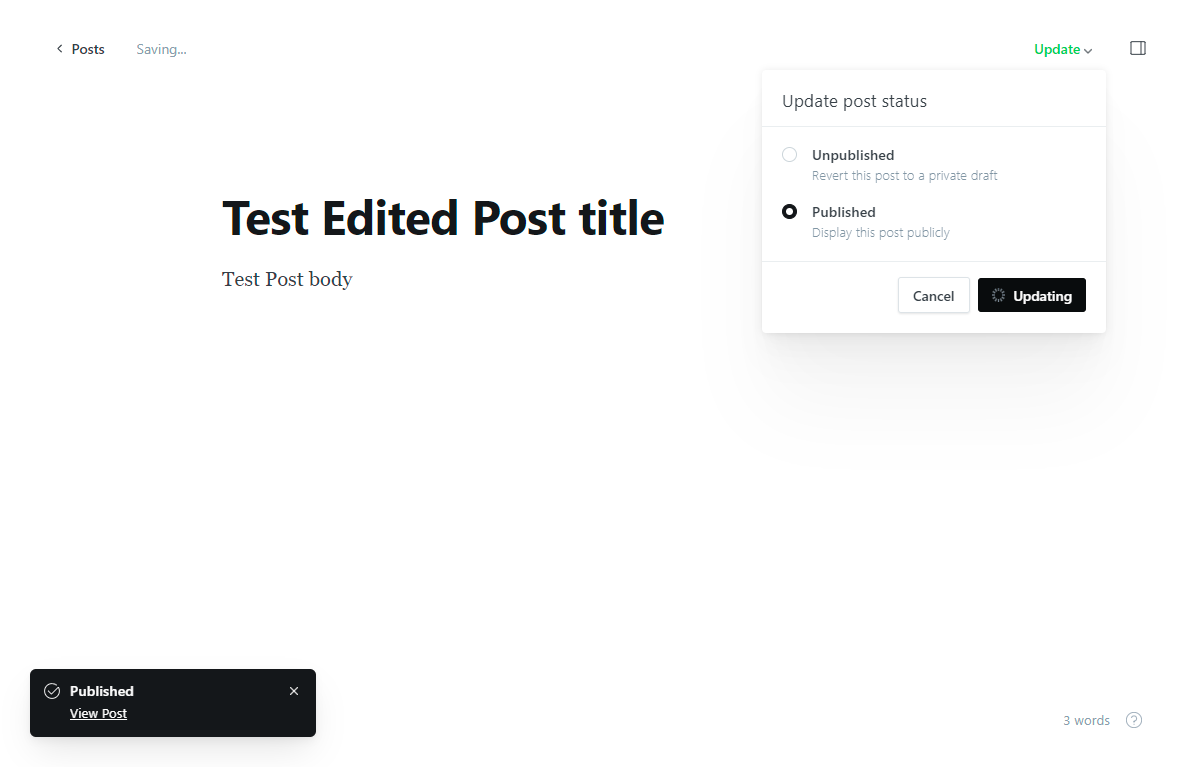 Posts Saving... Update
Update post status
Unpublished
Revert this post to a private draft
Published
Display this post publicly
Cancel Updating
Test Edited Post title
Test Post body
Published
View Post
3 words ?